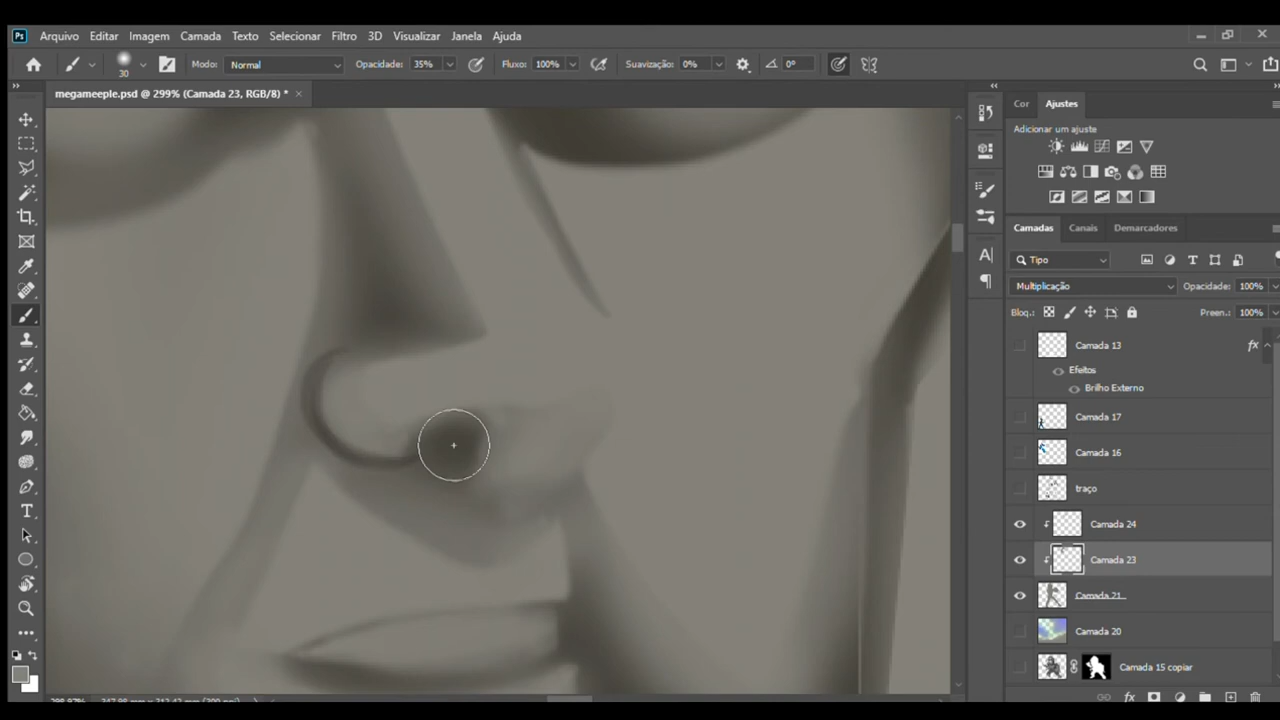 Ps Arquivo Editar Imagem Camada Texto Selecionar Filtro 3D Visualizar Janela Ajuda
30 Modo: Normal Opacidade: 35% Fluxo: 100% Suavização: 0% 0°
megameeple.psd @ 299% (Camada 23, RGB/8) *
Cor Ajustes
Adicionar um ajuste
Camadas Canais Demarcadores
Tipo
Multiplicação Opacidade: 100%
Bloq.: Preen.: 100%
Camada 13 fx
Efeitos
Brilho Externo
Camada 17
Camada 16
traço
Camada 24
Camada 23
Camada 21
Camada 20
Camada 15 copiar
fx